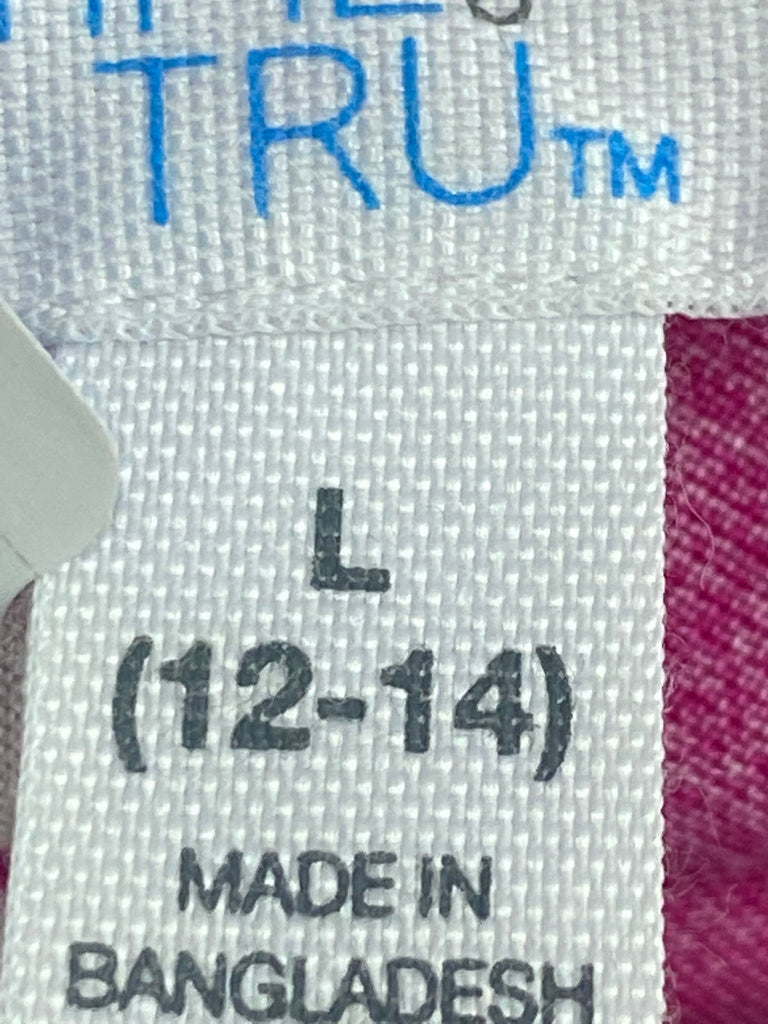 TRU™
L
(12-14)
MADE IN
BANGLADESH